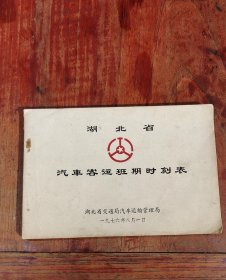 湖北省
汽車客运班期时刻表
湖北省交通局汽车运输管理局
一九七六年八月一日